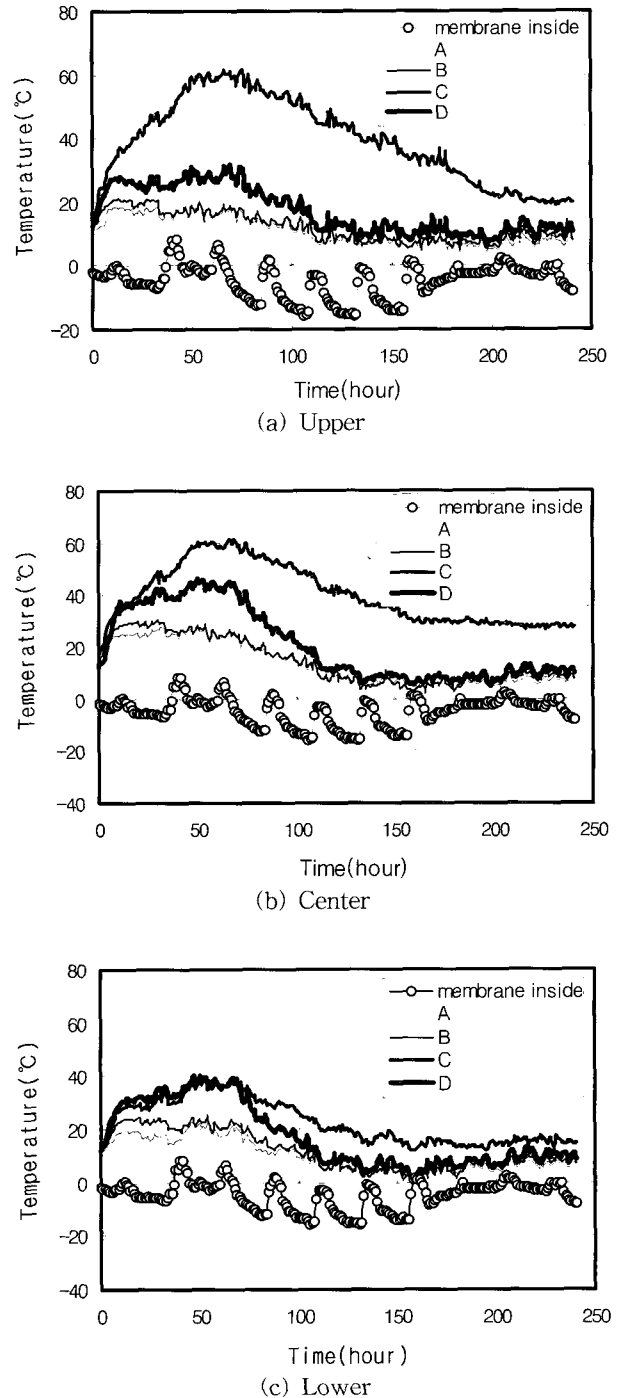 80
60
40
20
0
-20
Temperature(℃)
membrane inside
A
B
C
D
0 50 100 150 200 250
Time(hour)
(a) Upper
80
60
40
20
0
-20
-40
Temperature(℃)
membrane inside
A
B
C
D
0 50 100 150 200 250
Time(hour)
(b) Center
80
60
40
20
0
-20
-40
Temperature(℃)
membrane inside
A
B
C
D
0 50 100 150 200 250
Time(hour)
(c) Lower